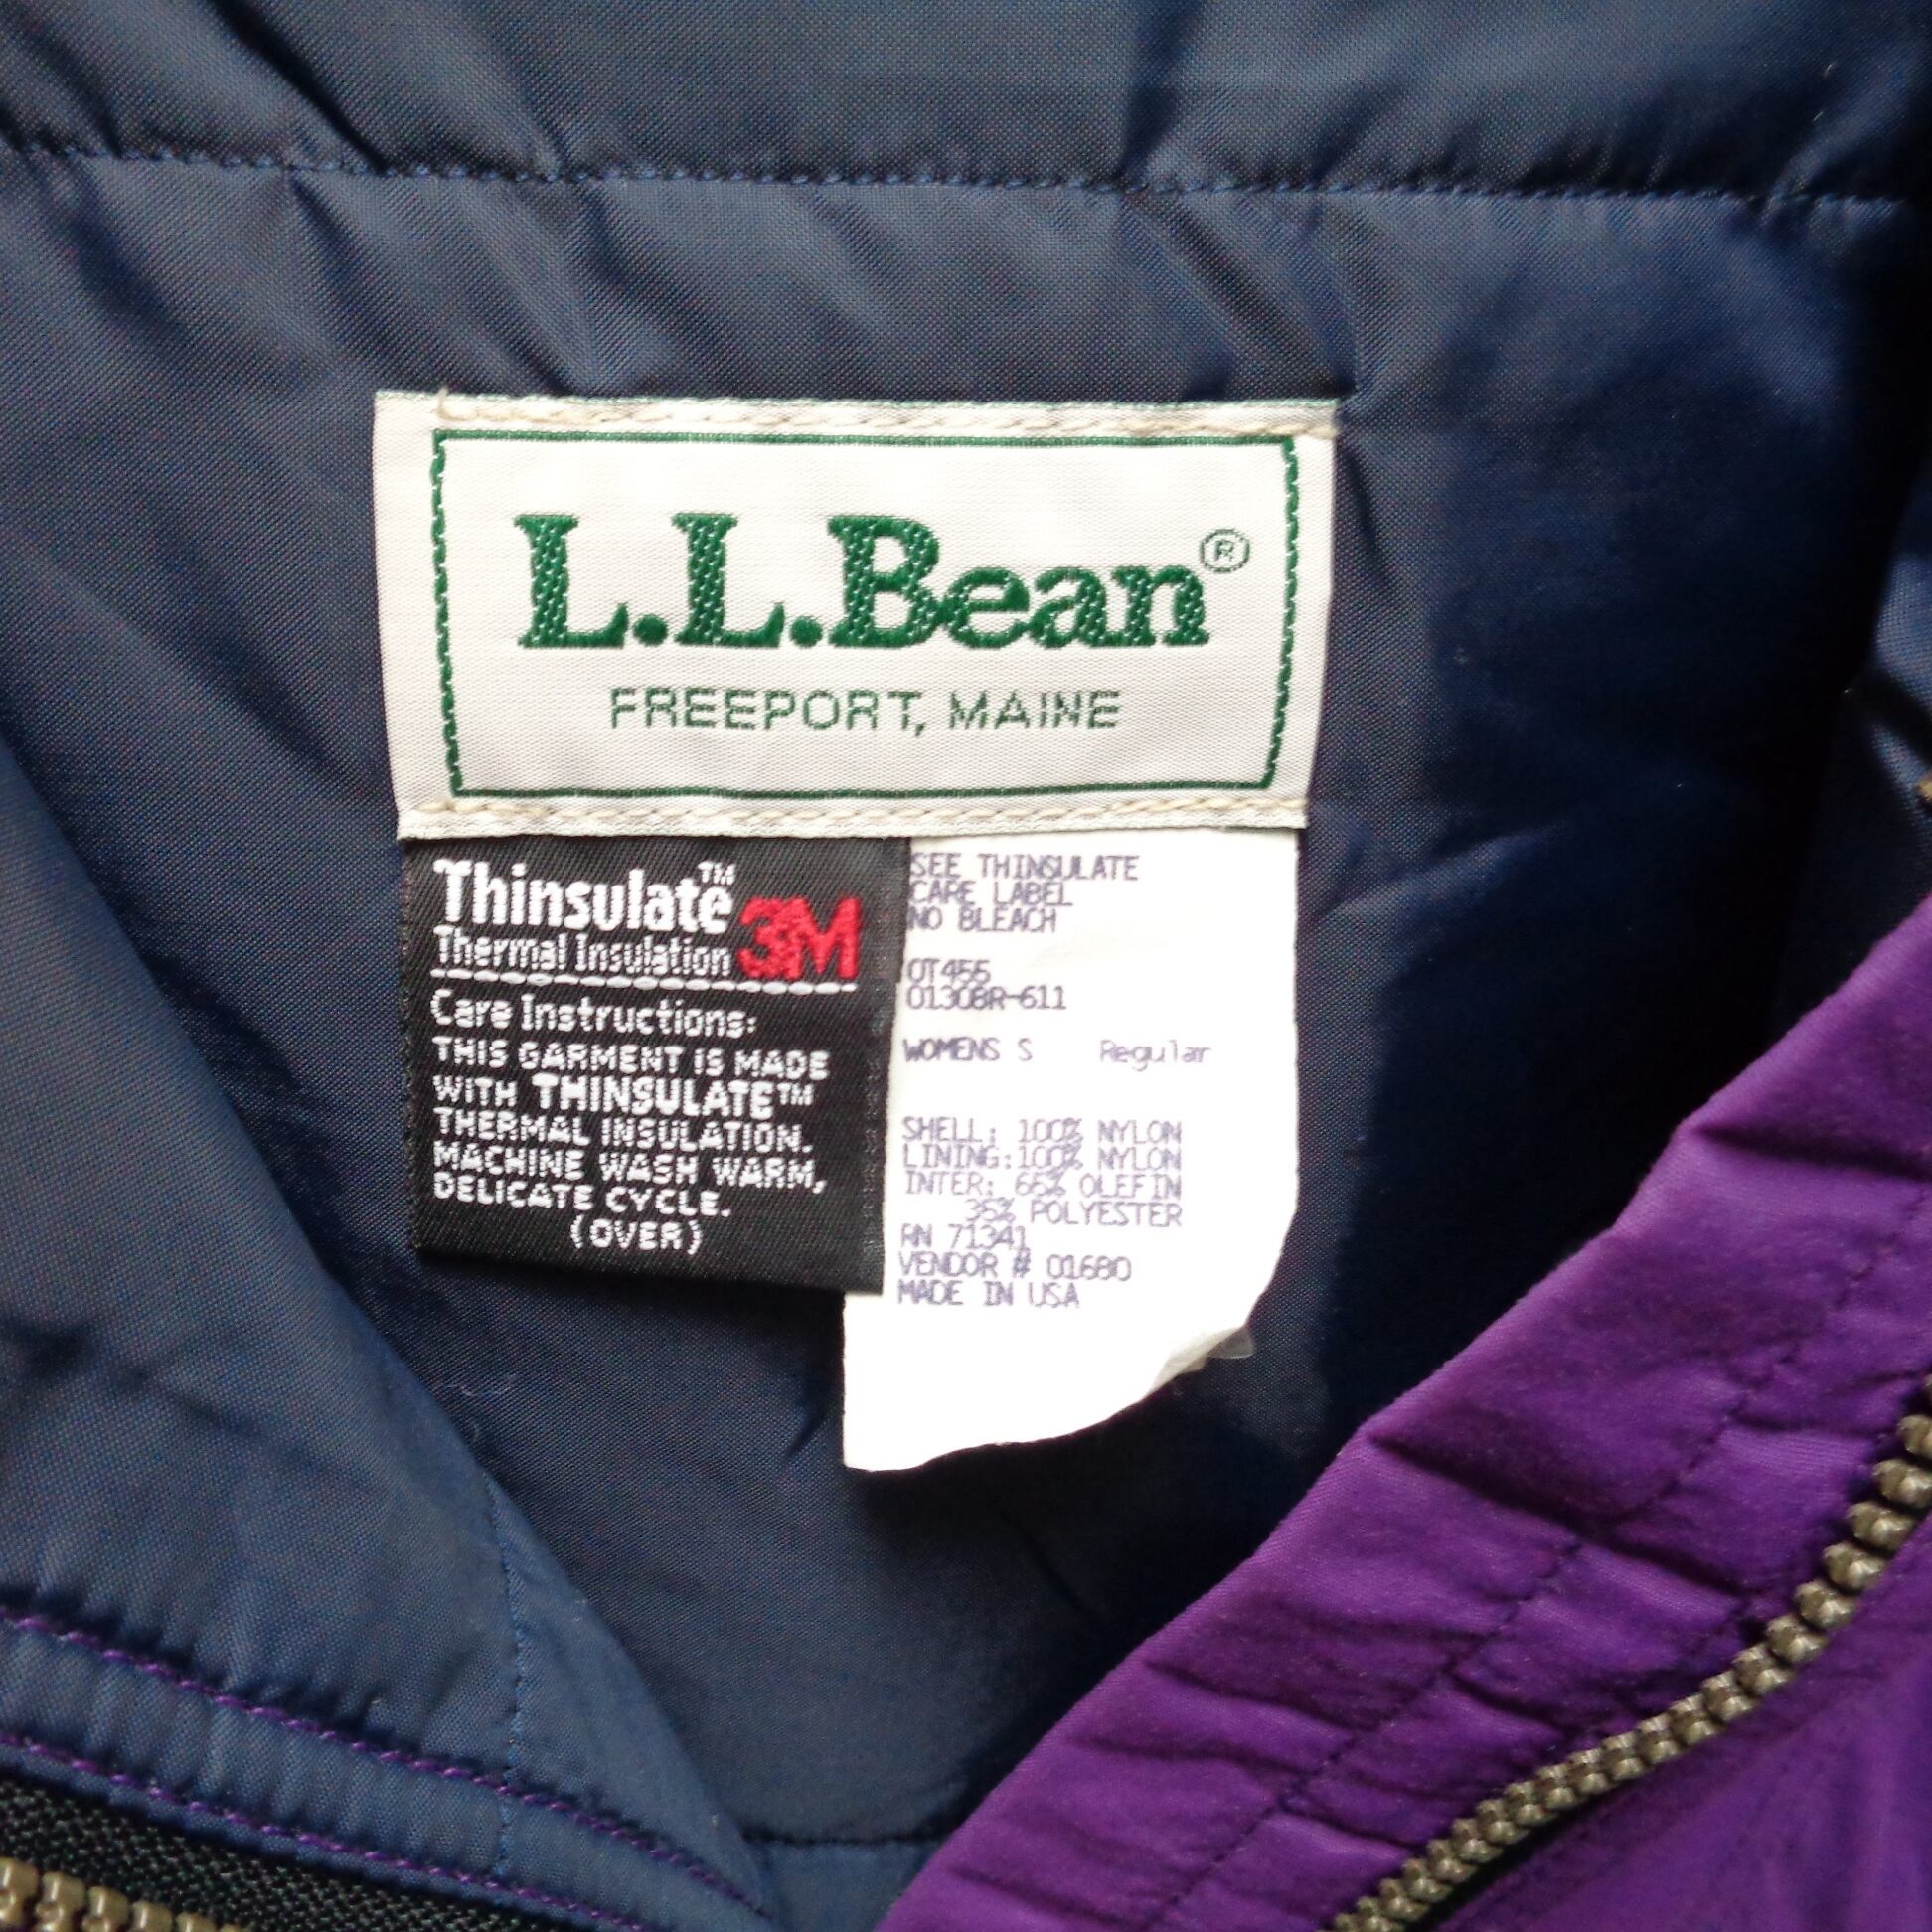 L.L.Bean®
FREEPORT, MAINE
Thinsulate™ 3M
Thermal Insulation
Care Instructions:
THIS GARMENT IS MADE
WITH THINSULATE™
THERMAL INSULATION.
MACHINE WASH WARM,
DELICATE CYCLE.
(OVER)
SEE THINSULATE
CARE LABEL
NO BLEACH
OT455
01308R-611
WOMENS S Regular
SHELL: 100% NYLON
LINING:100% NYLON
INTER: 65% OLEFIN
35% POLYESTER
RN 71341
VENDOR # 01680
MADE IN USA